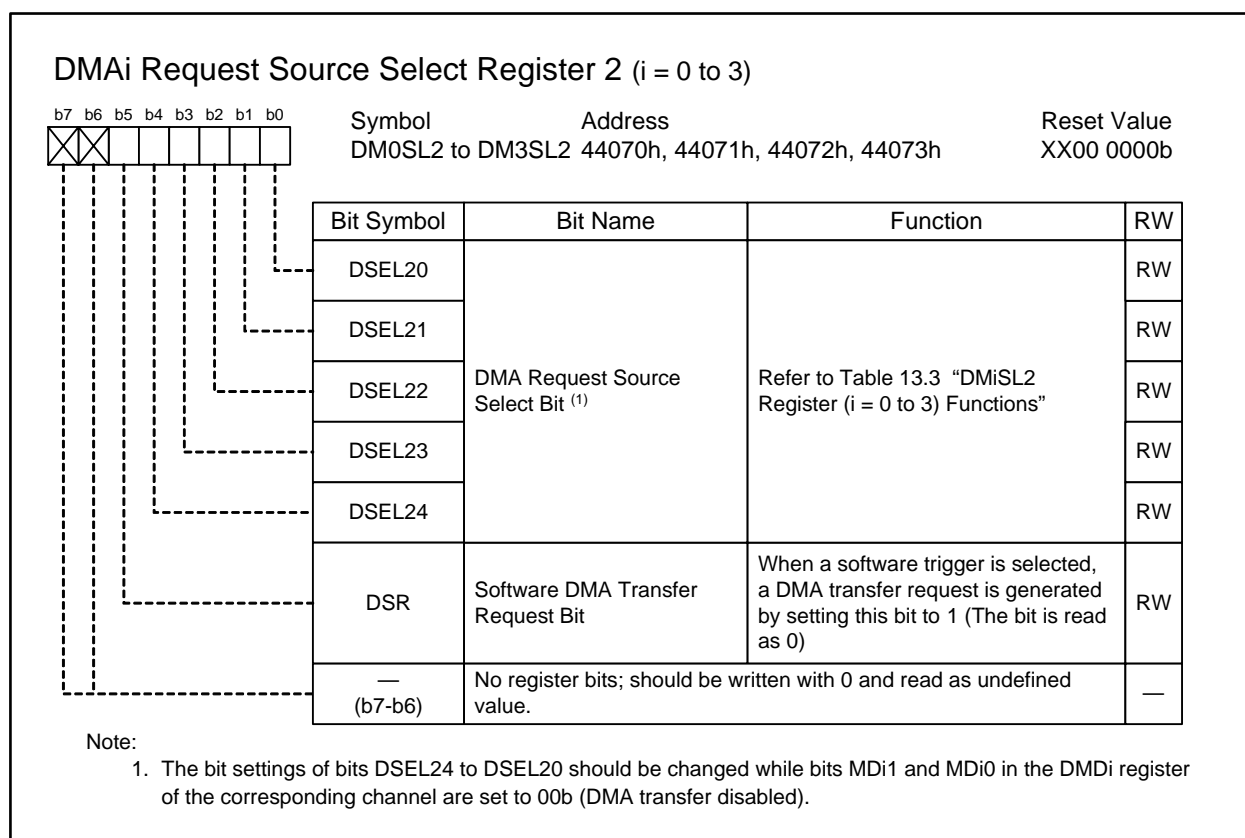 DMAi Request Source Select Register 2 (i = 0 to 3)
b7 b6 b5 b4 b3 b2 b1 b0
Symbol Address Reset Value
DM0SL2 to DM3SL2 44070h, 44071h, 44072h, 44073h XX00 0000b
Bit Symbol Bit Name Function RW
DSEL20 RW
DSEL21 RW
DSEL22 RW
DMA Request Source
Select Bit (1)
Refer to Table 13.3 “DMiSL2
Register (i = 0 to 3) Functions”
DSEL23 RW
DSEL24 RW
DSR
Software DMA Transfer
Request Bit
When a software trigger is selected,
a DMA transfer request is generated
by setting this bit to 1 (The bit is read
as 0)
RW
—
(b7-b6)
No register bits; should be written with 0 and read as undefined
value.
—
Note:
1. The bit settings of bits DSEL24 to DSEL20 should be changed while bits MDi1 and MDi0 in the DMDi register
of the corresponding channel are set to 00b (DMA transfer disabled).